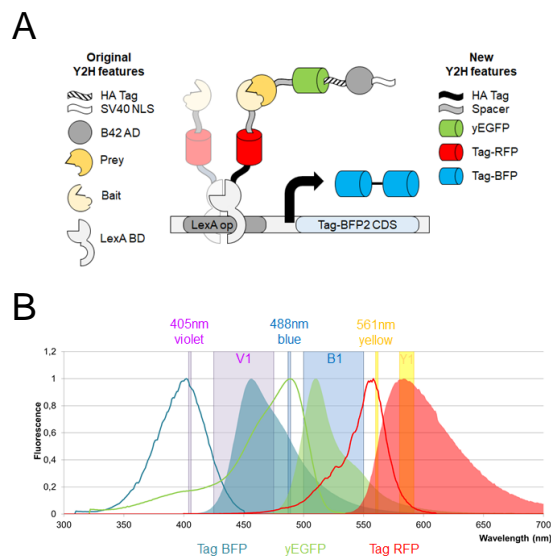 A
Original
Y2H features
HA Tag
SV40 NLS
B42 AD
Prey
Bait
LexA BD
LexA op
Tag-BFP2 CDS
New
Y2H features
HA Tag
Spacer
yEGFP
Tag-RFP
Tag-BFP
B
405nm
violet
488nm
blue
561nm
yellow
V1
B1
Y1
Fluorescence
1,2
1
0,8
0,6
0,4
0,2
0
300
350
400
450
500
550
600
650
700
Wavelength (nm)
Tag BFP
yEGFP
Tag RFP